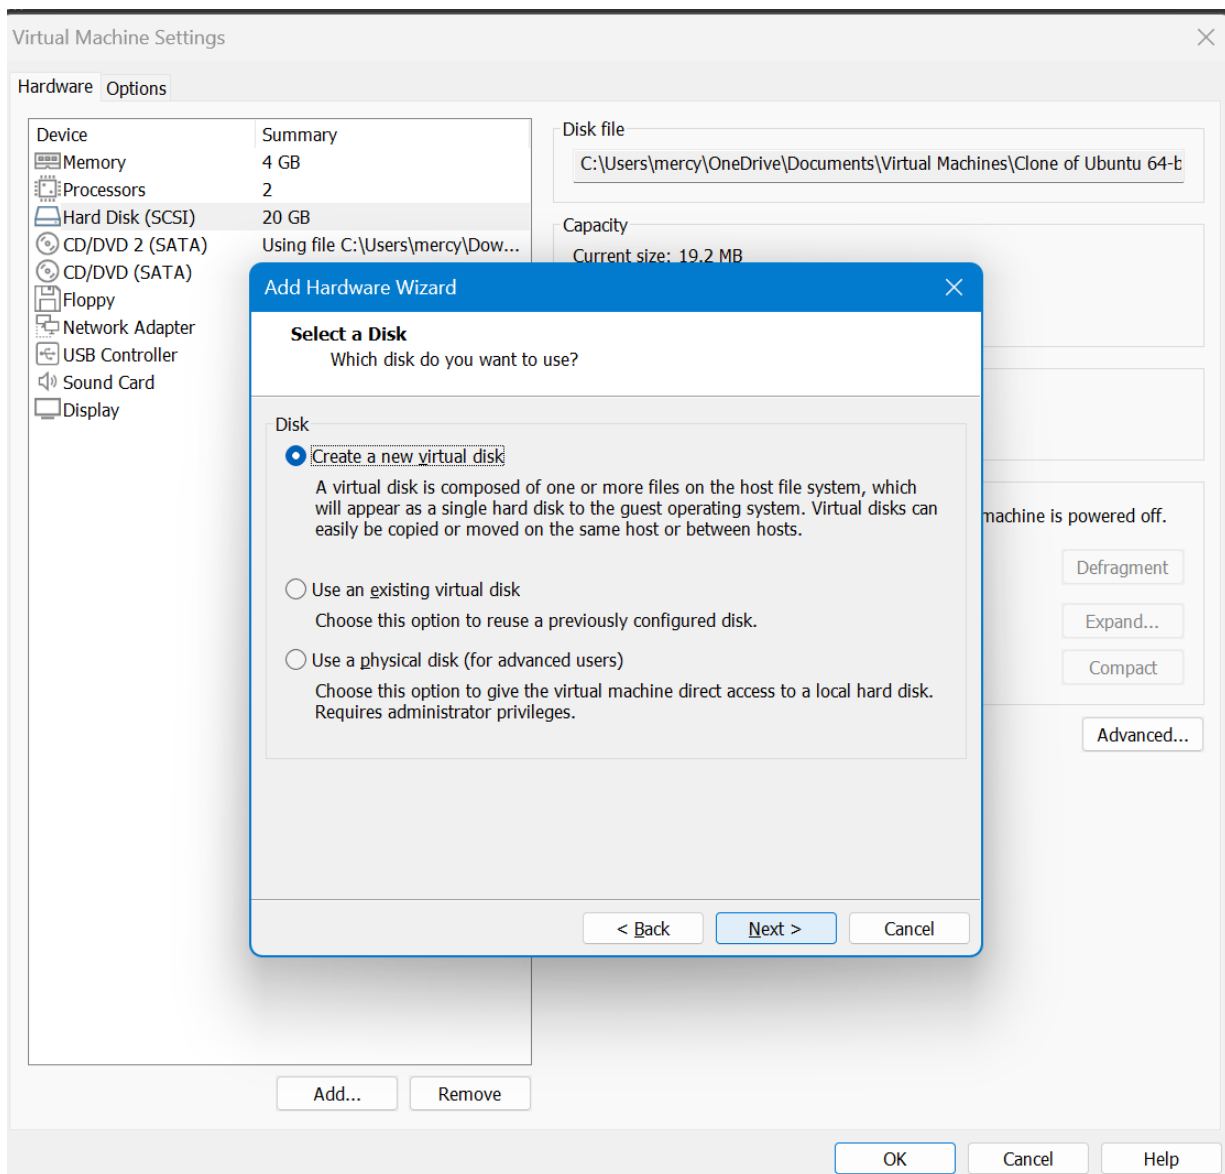 Virtual Machine Settings
Hardware Options
Device Summary
Memory 4 GB
Processors 2
Hard Disk (SCSI) 20 GB
CD/DVD 2 (SATA) Using file C:\Users\mercy\Dow...
CD/DVD (SATA)
Floppy
Network Adapter
USB Controller
Sound Card
Display
Add... Remove
Disk file
C:\Users\mercy\OneDrive\Documents\Virtual Machines\Clone of Ubuntu 64-b
Capacity
Current size: 19.2 MB
machine is powered off.
Defragment
Expand...
Compact
Advanced...
Add Hardware Wizard
Select a Disk
Which disk do you want to use?
Disk
Create a new virtual disk
A virtual disk is composed of one or more files on the host file system, which
will appear as a single hard disk to the guest operating system. Virtual disks can
easily be copied or moved on the same host or between hosts.
Use an existing virtual disk
Choose this option to reuse a previously configured disk.
Use a physical disk (for advanced users)
Choose this option to give the virtual machine direct access to a local hard disk.
Requires administrator privileges.
< Back Next > Cancel
OK Cancel Help